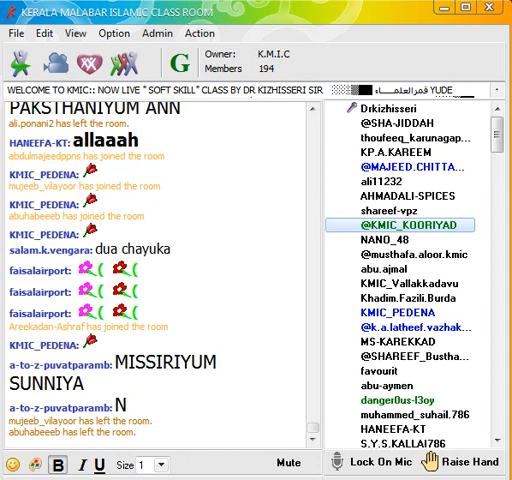 KERALA MALABAR ISLAMIC CLASS ROOM
File Edit View Option Admin Action
G
Owner: K.M.I.C
Members 194
WELCOME TO KMIC:: NOW LIVE " SOFT SKILL" CLASS BY DR KIZHISSERI SIR قمرالعلمـــاء YUDE
PAKSTHANIYUM ANN
ali.ponani2 has left the room.
HANEEFA-KT: allaaah
abdulmajeedppns has joined the room
KMIC_PEDENA:
mujeeb_vilayoor has joined the room
KMIC_PEDENA:
abuhabeeeb has joined the room
KMIC_PEDENA:
salam.k.vengara: dua chayuka
faisalairport:
faisalairport:
faisalairport:
Areekadan-Ashraf has joined the room
KMIC_PEDENA:
a-to-z-puvatparamb: MISSIRIYUM
SUNNIYA
a-to-z-puvatparamb: N
mujeeb_vilayoor has left the room.
abuhabeeeb has left the room.
Drkizhisseri
@SHA-JIDDAH
thoufeeq_karunagap...
KP.A.KAREEM
@MAJEED.CHITTA...
ali11232
AHMADALI-SPICES
shareef-vpz
@KMIC_KOORIYAD
NANO_48
@musthafa.aloor.kmic
abu.ajmal
KMIC_Vallakkadavu
Khadim.Fazili.Burda
KMIC_PEDENA
@k.a.latheef.vazhak...
MS-KAREKKAD
@SHAREEF_Bustha...
favourit
abu-aymen
danger0us-l3oy
muhammed_suhail.786
HANEEFA-KT
S.Y.S.KALLAI786
B I U Size 1 Mute
Lock On Mic Raise Hand